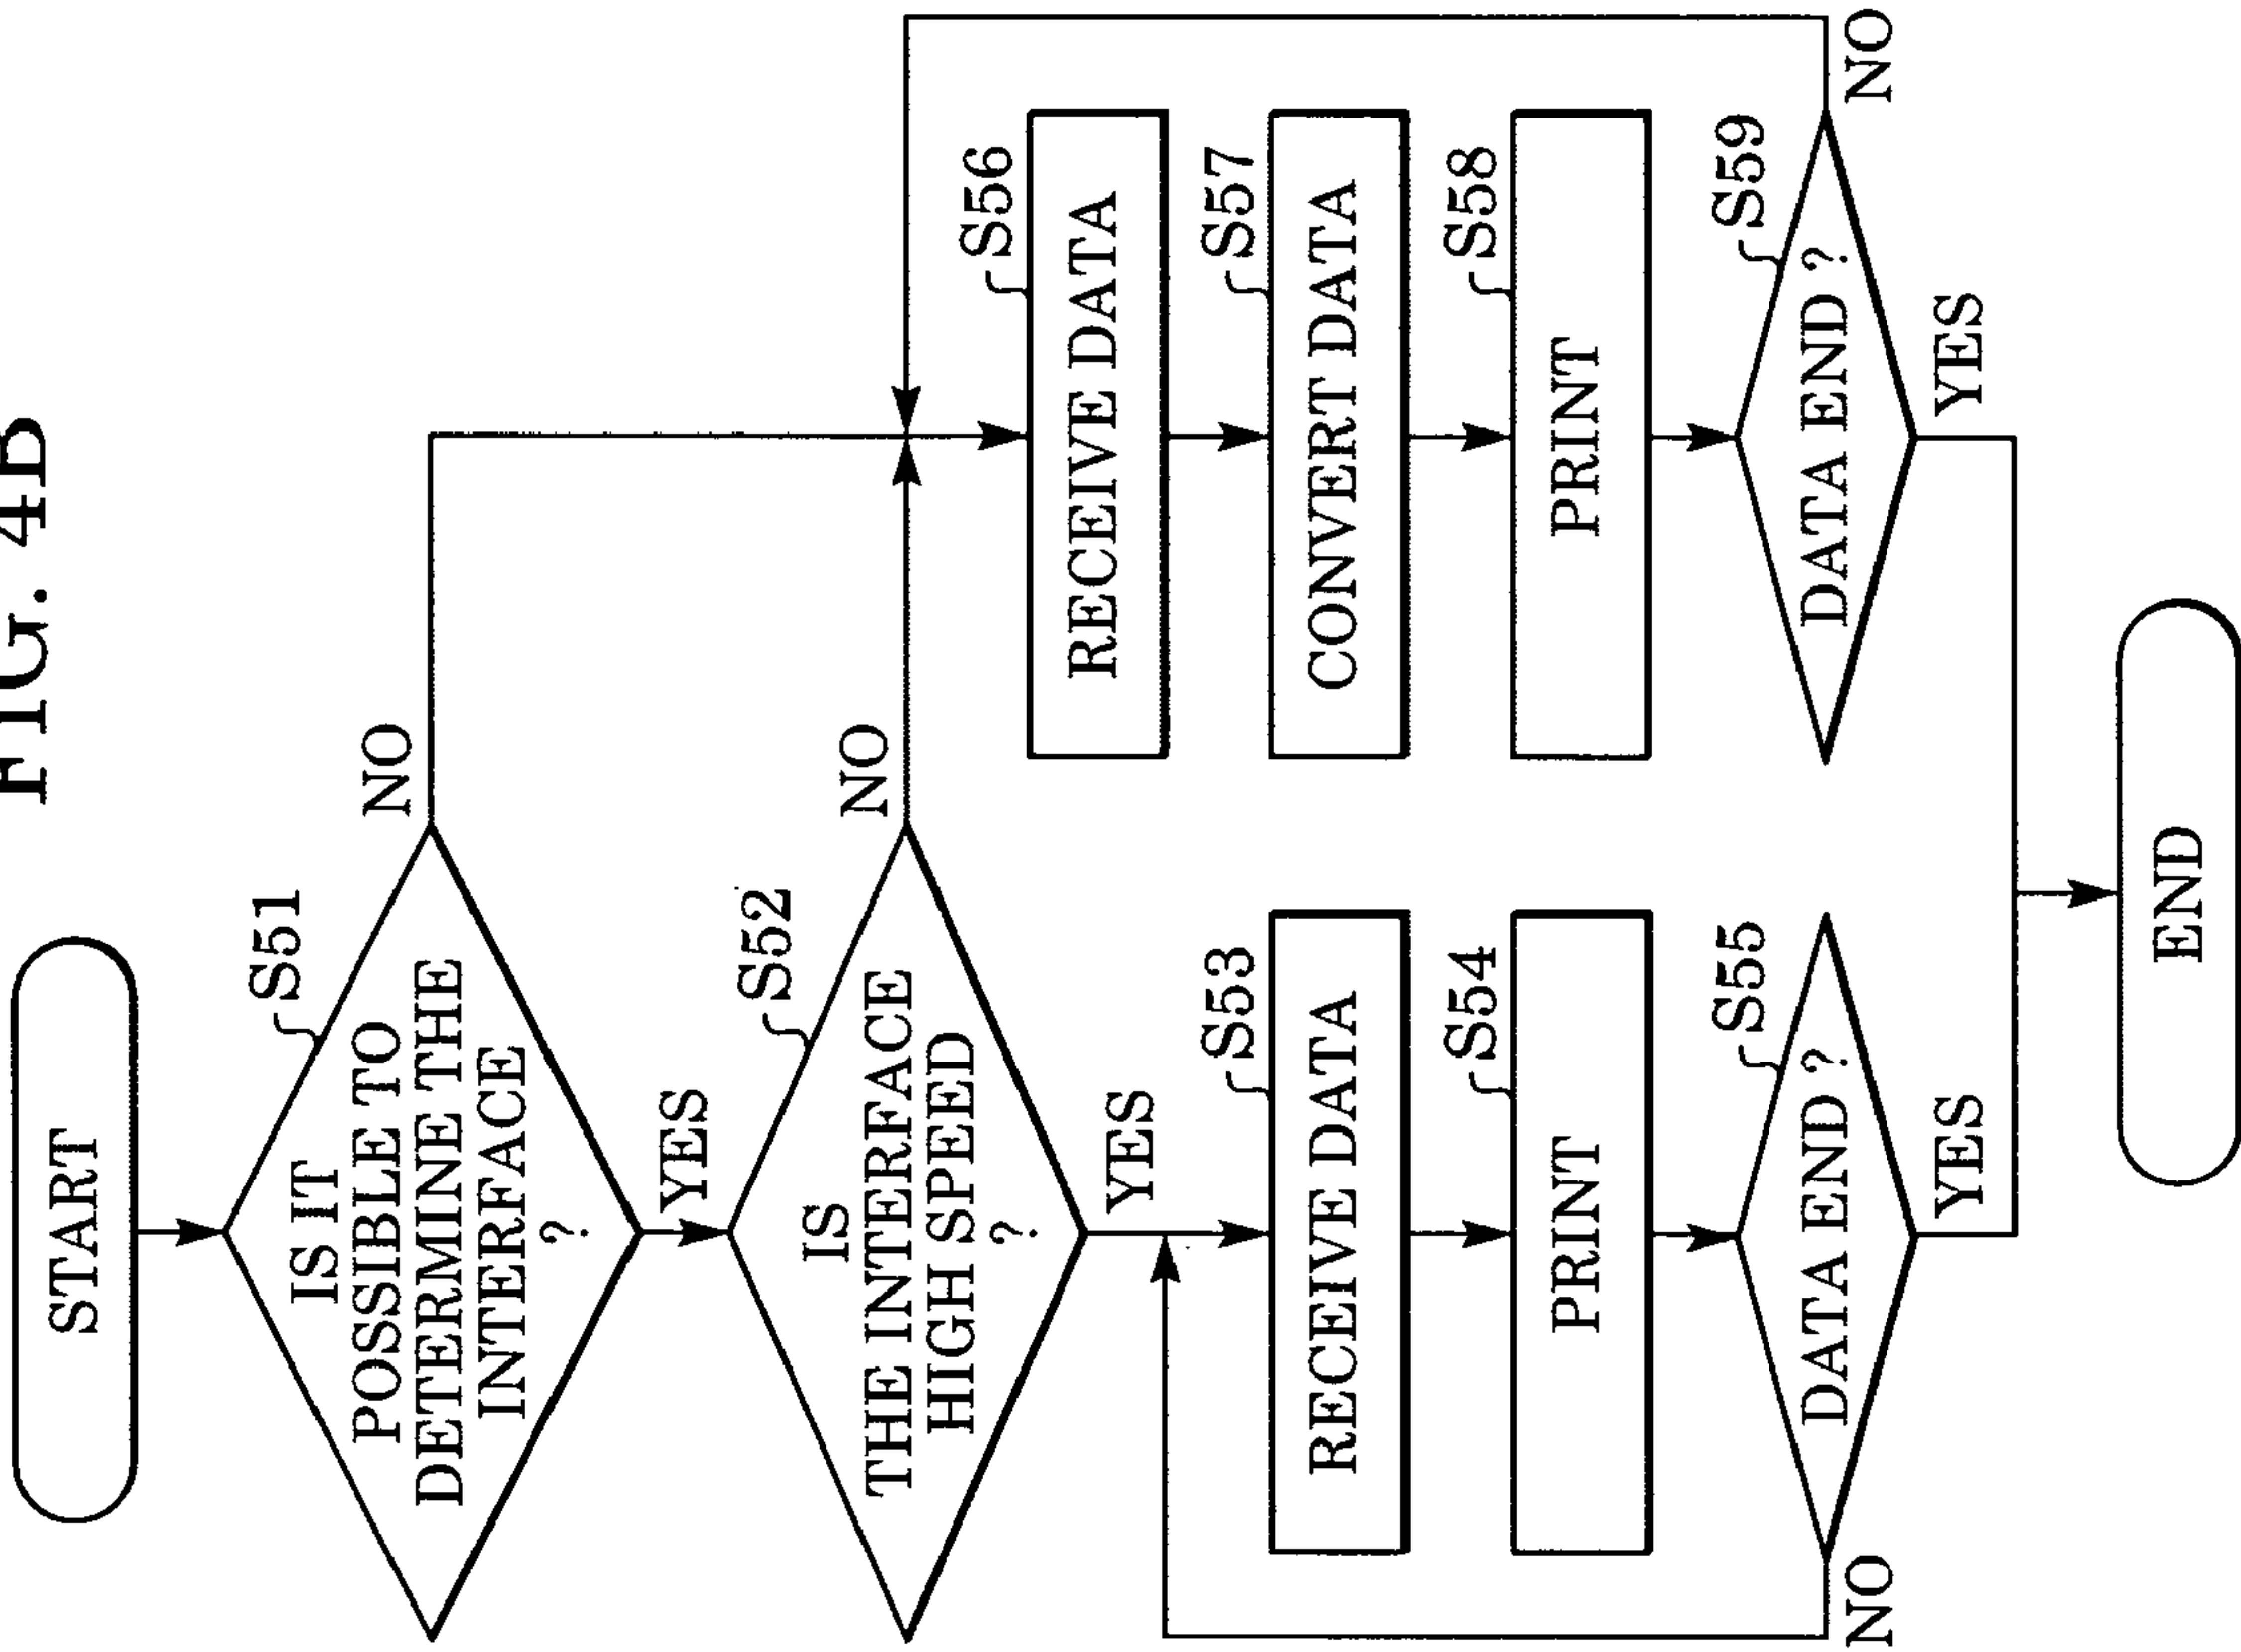 FIG. 4B
START
S51
IS IT
POSSIBLE TO
DETERMINE THE
INTERFACE
?
NO
YES
S52
IS
THE INTERFACE
HIGH SPEED
?
NO
YES
S53
RECEIVE DATA
S54
PRINT
S55
DATA END ?
NO
YES
S56
RECEIVE DATA
S57
CONVERT DATA
S58
PRINT
S59
DATA END ?
NO
YES
END